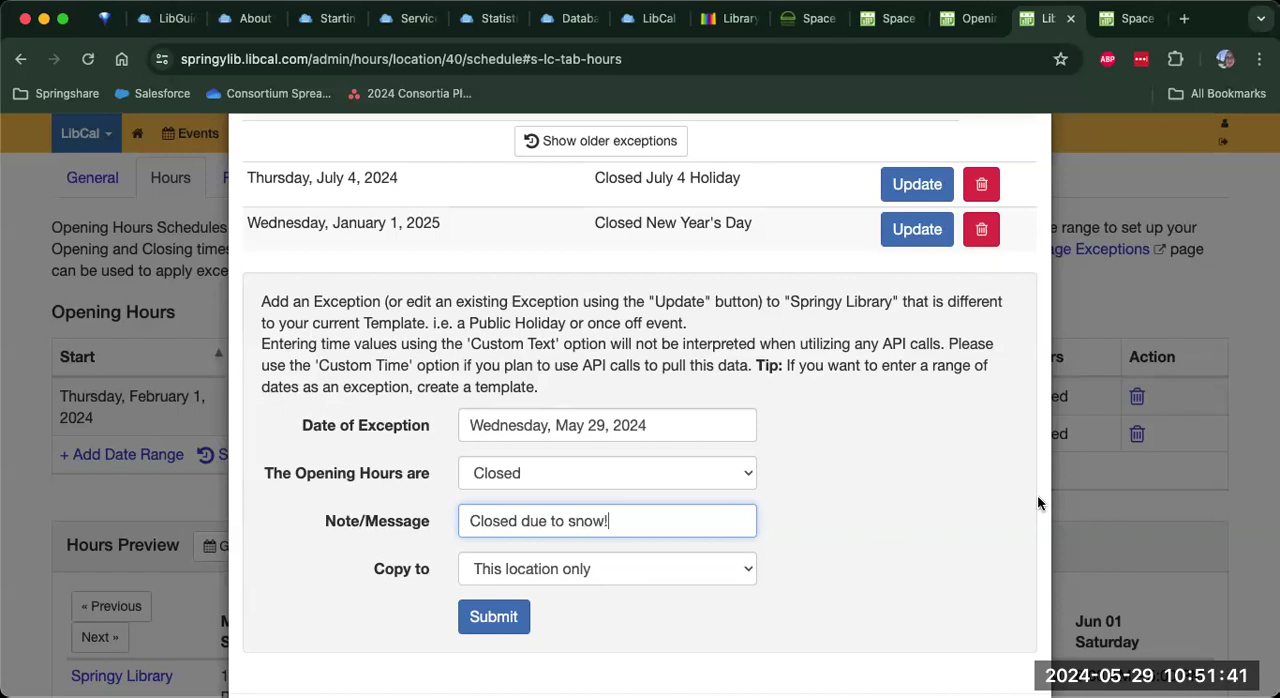 LibGui
About
Startin
Servic
Statist
Databa
LibCal
Library
Space
Space
Openin
Lib
Space
springylib.libcal.com/admin/hours/location/40/schedule#s-lc-tab-hours
ABP
Springshare
Salesforce
Consortium Sprea...
2024 Consortia Pl...
All Bookmarks
LibCal
Events
General
Hours
Show older exceptions
Thursday, July 4, 2024 Closed July 4 Holiday Update
Wednesday, January 1, 2025 Closed New Year's Day Update
Opening Hours Schedules
Opening and Closing times
can be used to apply exce
e range to set up your
ge Exceptions page
Opening Hours
Start
rs
Action
Thursday, February 1,
2024
ed
ed
+ Add Date Range S
Add an Exception (or edit an existing Exception using the "Update" button) to "Springy Library" that is different
to your current Template. i.e. a Public Holiday or once off event.
Entering time values using the 'Custom Text' option will not be interpreted when utilizing any API calls. Please
use the 'Custom Time' option if you plan to use API calls to pull this data. Tip: If you want to enter a range of
dates as an exception, create a template.
Date of Exception Wednesday, May 29, 2024
The Opening Hours are Closed
Note/Message Closed due to snow!
Copy to This location only
Submit
Hours Preview G
« Previous
Next »
M
S
Jun 01
Saturday
Springy Library
1
2024-05-29 10:51:41